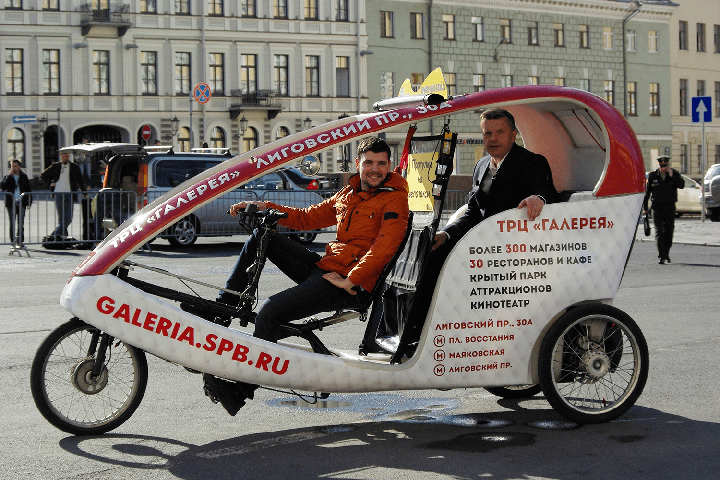 ЛИГОВСКИЙ ПР., 30А
ТРЦ «ГАЛЕРЕЯ»
GALERIA.SPB.RU
ТРЦ «ГАЛЕРЕЯ»
БОЛЕЕ 300 МАГАЗИНОВ
30 РЕСТОРАНОВ И КАФЕ
КРЫТЫЙ ПАРК
АТТРАКЦИОНОВ
КИНОТЕАТР
ЛИГОВСКИЙ ПР., 30А
М ПЛ. ВОССТАНИЯ
М МАЯКОВСКАЯ
М ЛИГОВСКИЙ ПР.